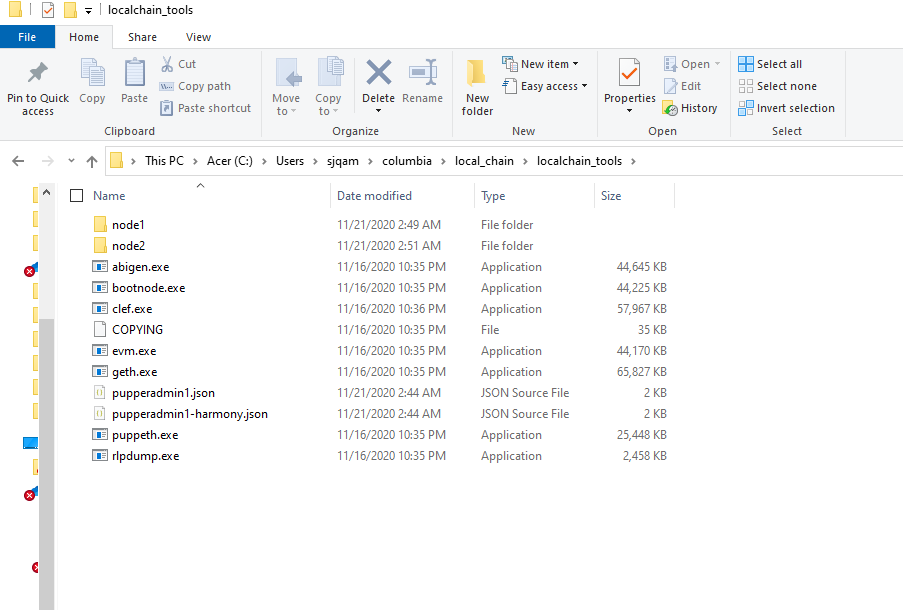 localchain_tools
File Home Share View
Pin to Quick access
Copy
Paste
Cut
Copy path
Paste shortcut
Clipboard
Move to
Copy to
Delete
Rename
Organize
New folder
New item
Easy access
New
Properties
Open
Edit
History
Open
Select all
Select none
Invert selection
Select
This PC > Acer (C:) > Users > sjqam > columbia > local_chain > localchain_tools >
Name Date modified Type Size
node1 11/21/2020 2:49 AM File folder
node2 11/21/2020 2:51 AM File folder
abigen.exe 11/16/2020 10:35 PM Application 44,645 KB
bootnode.exe 11/16/2020 10:35 PM Application 44,225 KB
clef.exe 11/16/2020 10:36 PM Application 57,967 KB
COPYING 11/16/2020 10:35 PM File 35 KB
evm.exe 11/16/2020 10:35 PM Application 44,170 KB
geth.exe 11/16/2020 10:35 PM Application 65,827 KB
pupperadmin1.json 11/21/2020 2:44 AM JSON Source File 2 KB
pupperadmin1-harmony.json 11/21/2020 2:44 AM JSON Source File 2 KB
puppeth.exe 11/16/2020 10:35 PM Application 25,448 KB
rlpdump.exe 11/16/2020 10:35 PM Application 2,458 KB